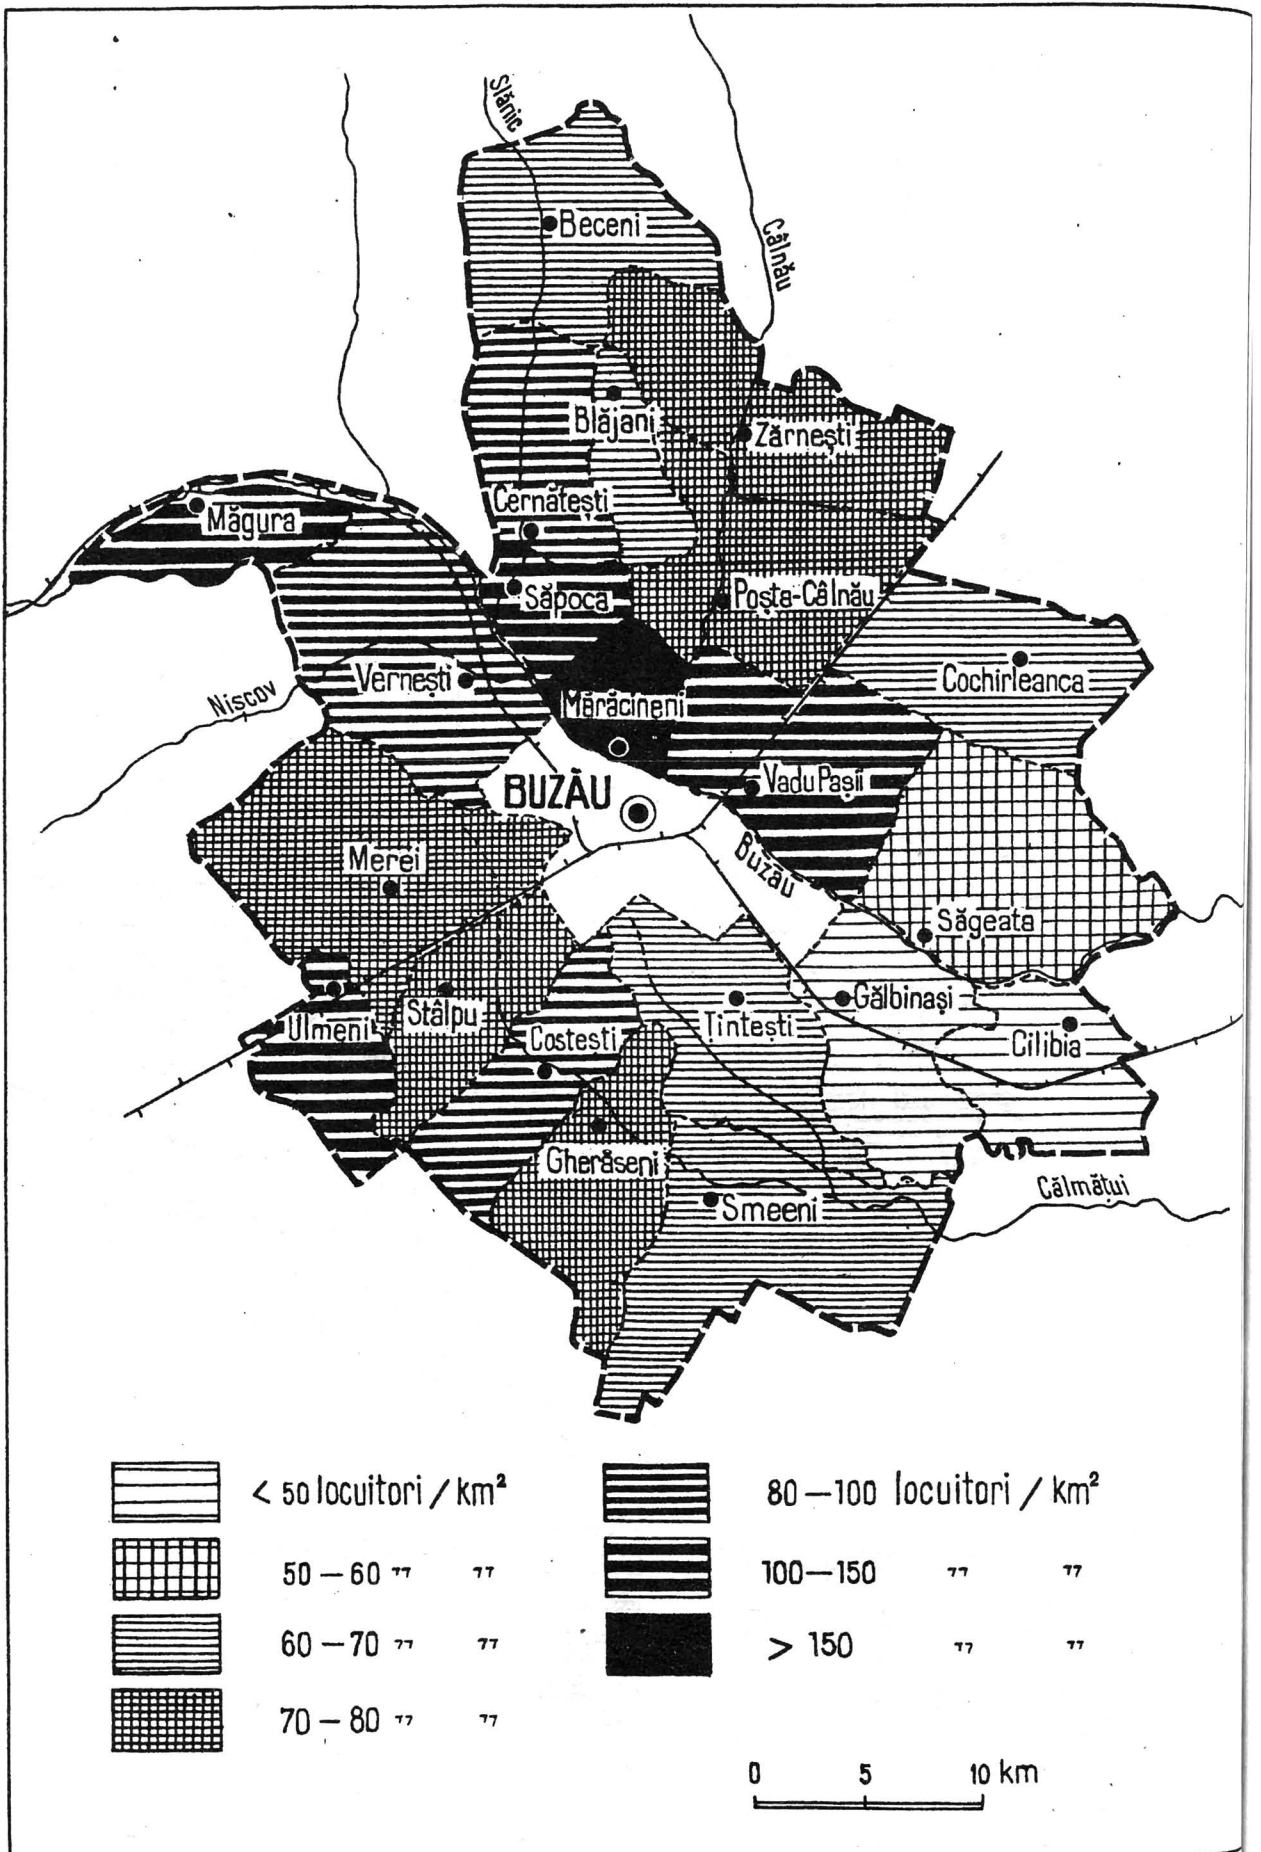 Slănic
Câlnău
Beceni
Blăjani
Zărnești
Cernătești
Măgura
Săpoca
Poșta-Câlnău
Cochirleanca
Vernești
Nișcov
Mărăcineni
Vadu Pașii
BUZĂU
Buzău
Merei
Săgeata
Gălbinași
Stâlpu
Țintești
Ulmeni
Costești
Cilibia
Gherăseni
Smeeni
Călmățui
< 50 locuitori / km²
50 – 60 " "
60 – 70 " "
70 – 80 " "
80 – 100 locuitori / km²
100 – 150 " "
> 150 " "
0 5 10 km